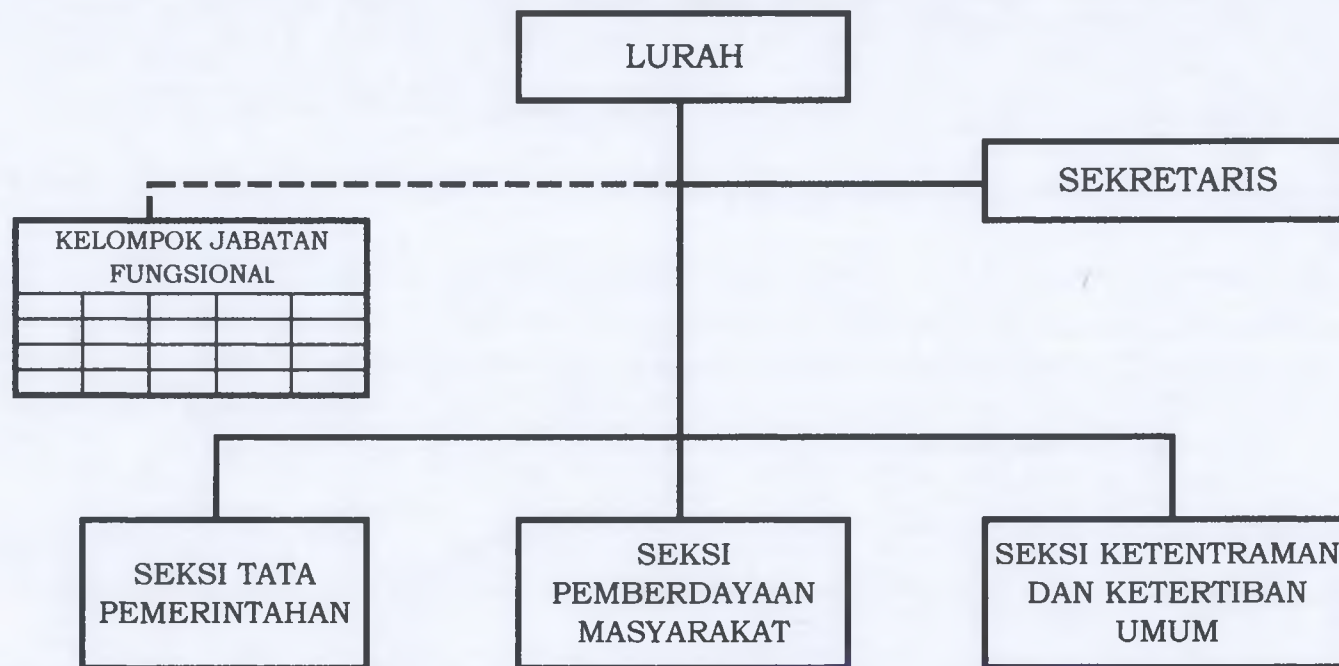 LURAH
SEKRETARIS
KELOMPOK JABATAN
FUNGSIONAL
SEKSI TATA
PEMERINTAHAN
SEKSI
PEMBERDAYAAN
MASYARAKAT
SEKSI KETENTRAMAN
DAN KETERTIBAN
UMUM